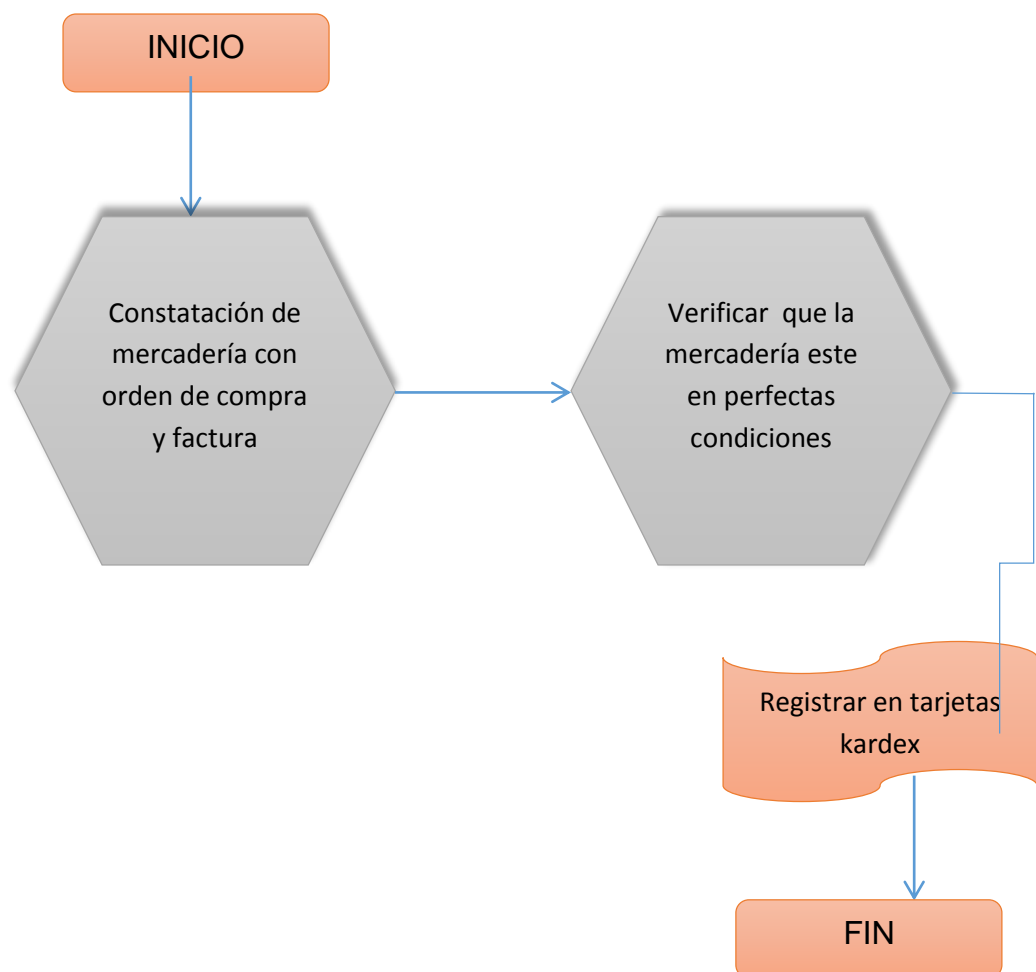 INICIO
Constatación de
mercadería con
orden de compra
y factura
Verificar  que la
mercadería este
en perfectas
condiciones
Registrar en tarjetas
kardex
FIN